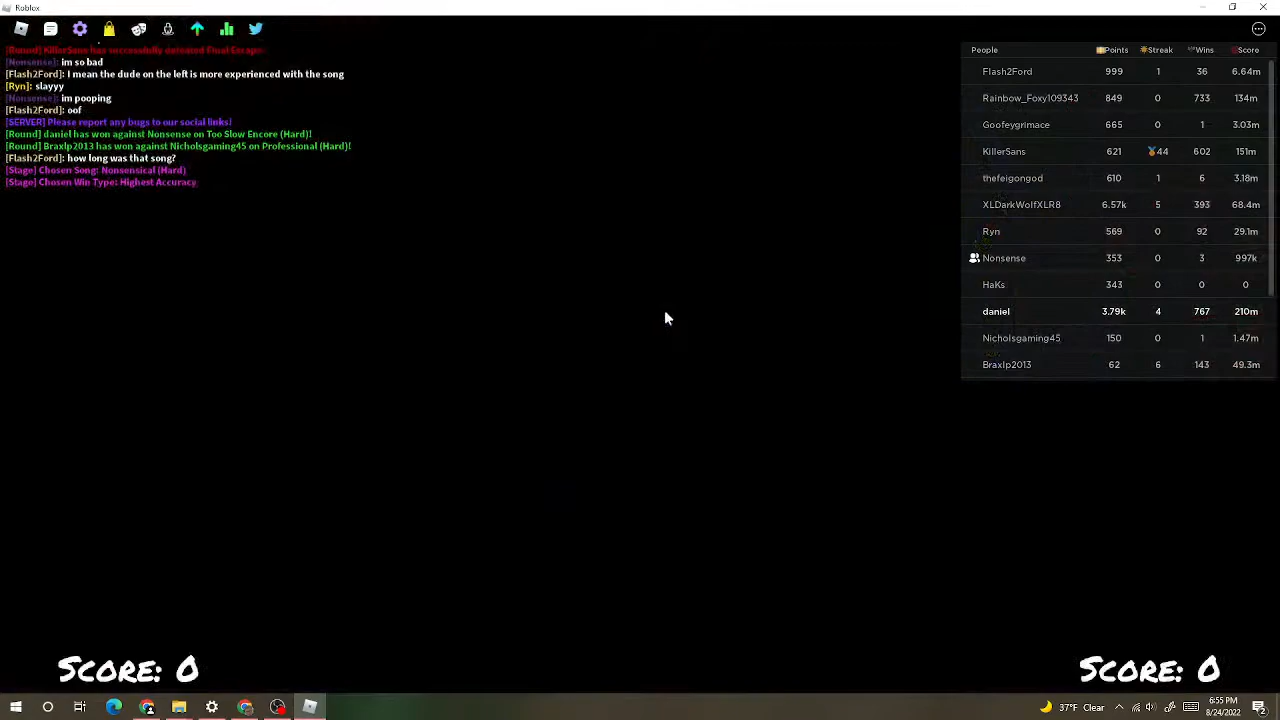 Roblox
[Round] KillerSans has successfully defeated Dual Escape
[Nonsense]: im so bad
[Flash2Ford]: I mean the dude on the left is more experienced with the song
[Ryn]: slayyy
[Nonsense]: im pooping
[Flash2Ford]: oof
[SERVER] Please report any bugs to our social links!
[Round] daniel has won against Nonsense on Too Slow Encore (Hard)!
[Round] Braxlp2013 has won against Nicholsgaming45 on Professional (Hard)!
[Flash2Ford]: how long was that song?
[Stage] Chosen Song: Nonsensical (Hard)
[Stage] Chosen Win Type: Highest Accuracy
People Points Streak Wins Score
Flash2Ford 999 1 36 6.64m
Rainbow_Foxy109343 849 0 733 134m
Goofeygrimace 665 0 1 3.03m
KillerSans 621 44 602 151m
thefeigongod 610 1 6 3.18m
XLDarkWolfXLR8 6.57k 5 393 68.4m
Ryn 569 0 92 29.1m
Nonsense 353 0 3 997k
HaKs 343 0 0 0
daniel 3.79k 4 767 210m
Nicholsgaming45 150 0 1 1.47m
Braxlp2013 62 6 143 49.3m
Score: 0
Score: 0
37°F Clear
6:55 PM
8/24/2022